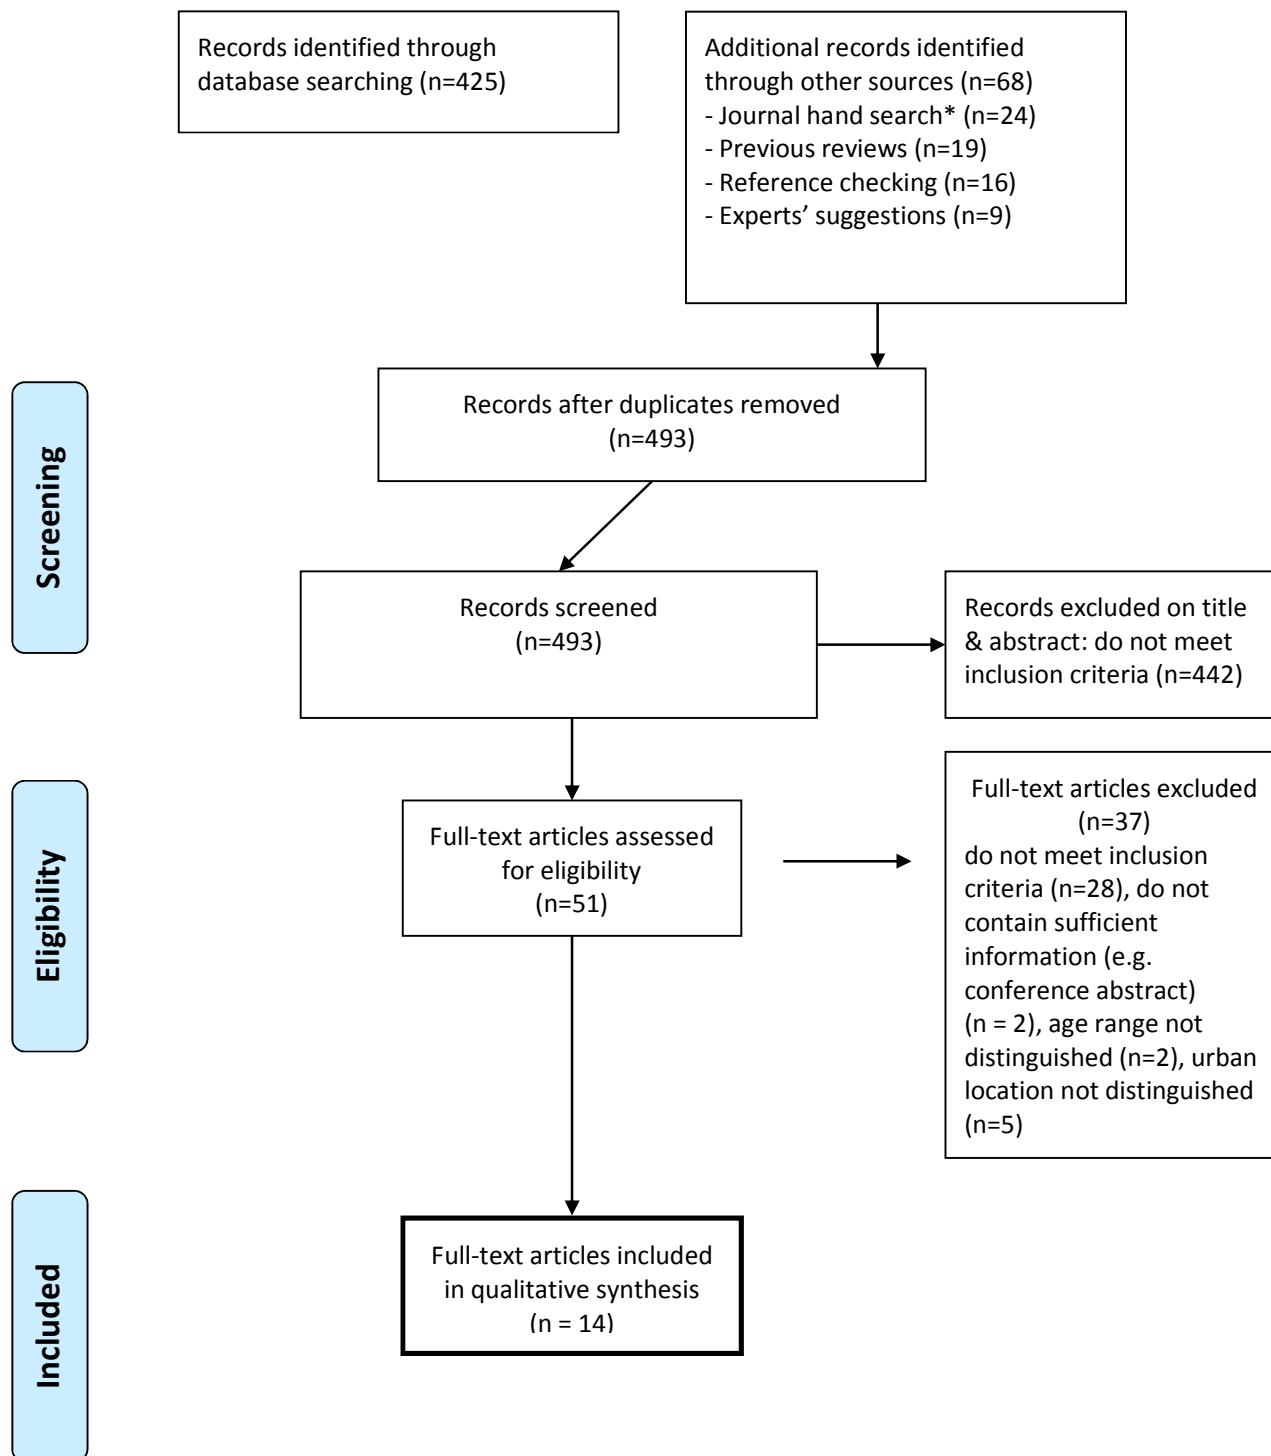 Records identified through
database searching (n=425)
Additional records identified
through other sources (n=68)
- Journal hand search* (n=24)
- Previous reviews (n=19)
- Reference checking (n=16)
- Experts’ suggestions (n=9)
Screening
Records after duplicates removed
(n=493)
Records screened
(n=493)
Records excluded on title
& abstract: do not meet
inclusion criteria (n=442)
Eligibility
Full-text articles assessed
for eligibility
(n=51)
Full-text articles excluded
(n=37)
do not meet inclusion
criteria (n=28), do not
contain sufficient
information (e.g.
conference abstract)
(n = 2), age range not
distinguished (n=2), urban
location not distinguished
(n=5)
Included
Full-text articles included
in qualitative synthesis
(n = 14)